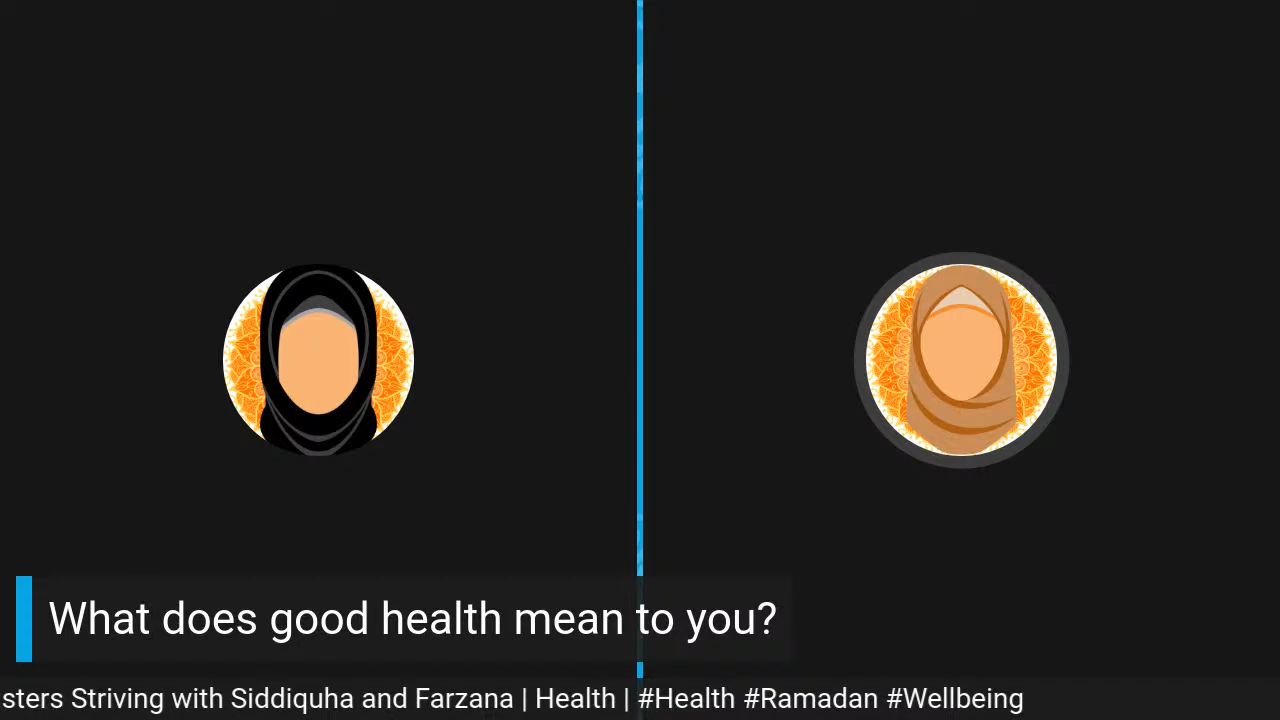 What does good health mean to you?
sters Striving with Siddiquha and Farzana | Health | #Health #Ramadan #Wellbeing